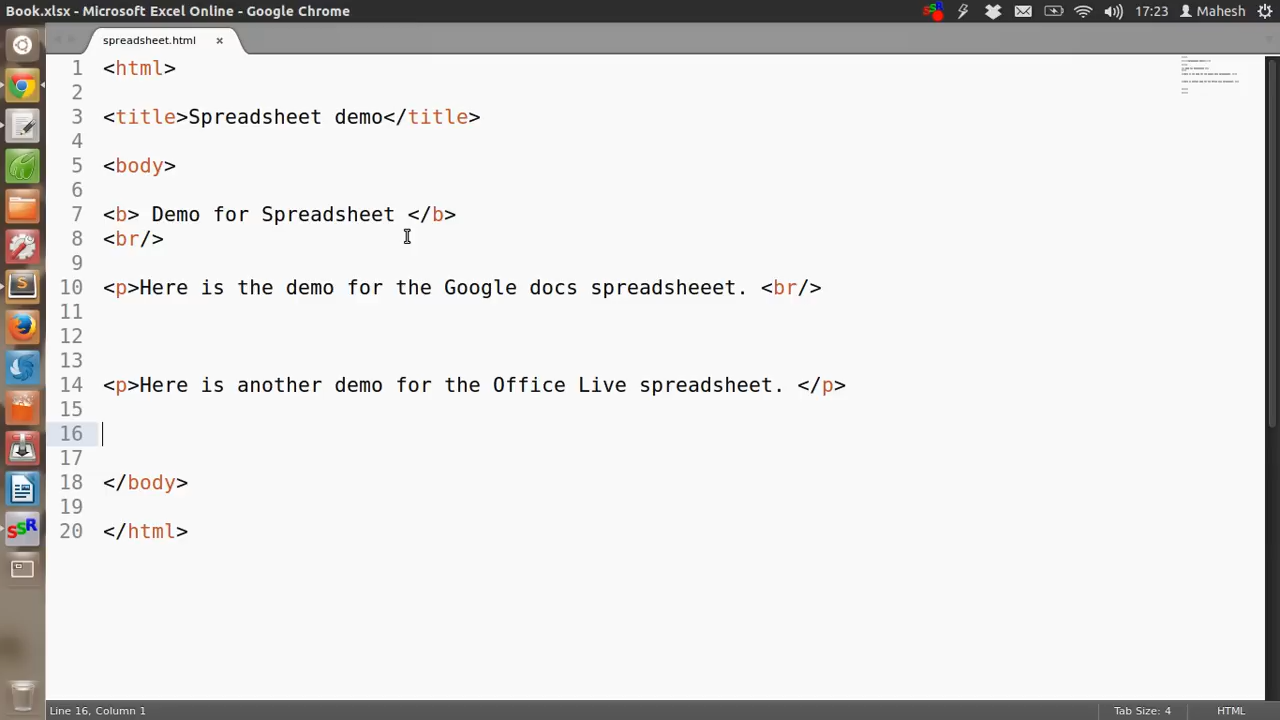 Book.xlsx - Microsoft Excel Online - Google Chrome
17:23
Mahesh
spreadsheet.html ×
1 <html>
2
3 <title>Spreadsheet demo</title>
4
5 <body>
6
7 <b> Demo for Spreadsheet </b>
8 <br/>
9
10 <p>Here is the demo for the Google docs spreadsheeet. <br/>
11
12
13
14 <p>Here is another demo for the Office Live spreadsheet. </p>
15
16
17
18 </body>
19
20 </html>
SSR
Line 16, Column 1
Tab Size: 4
HTML